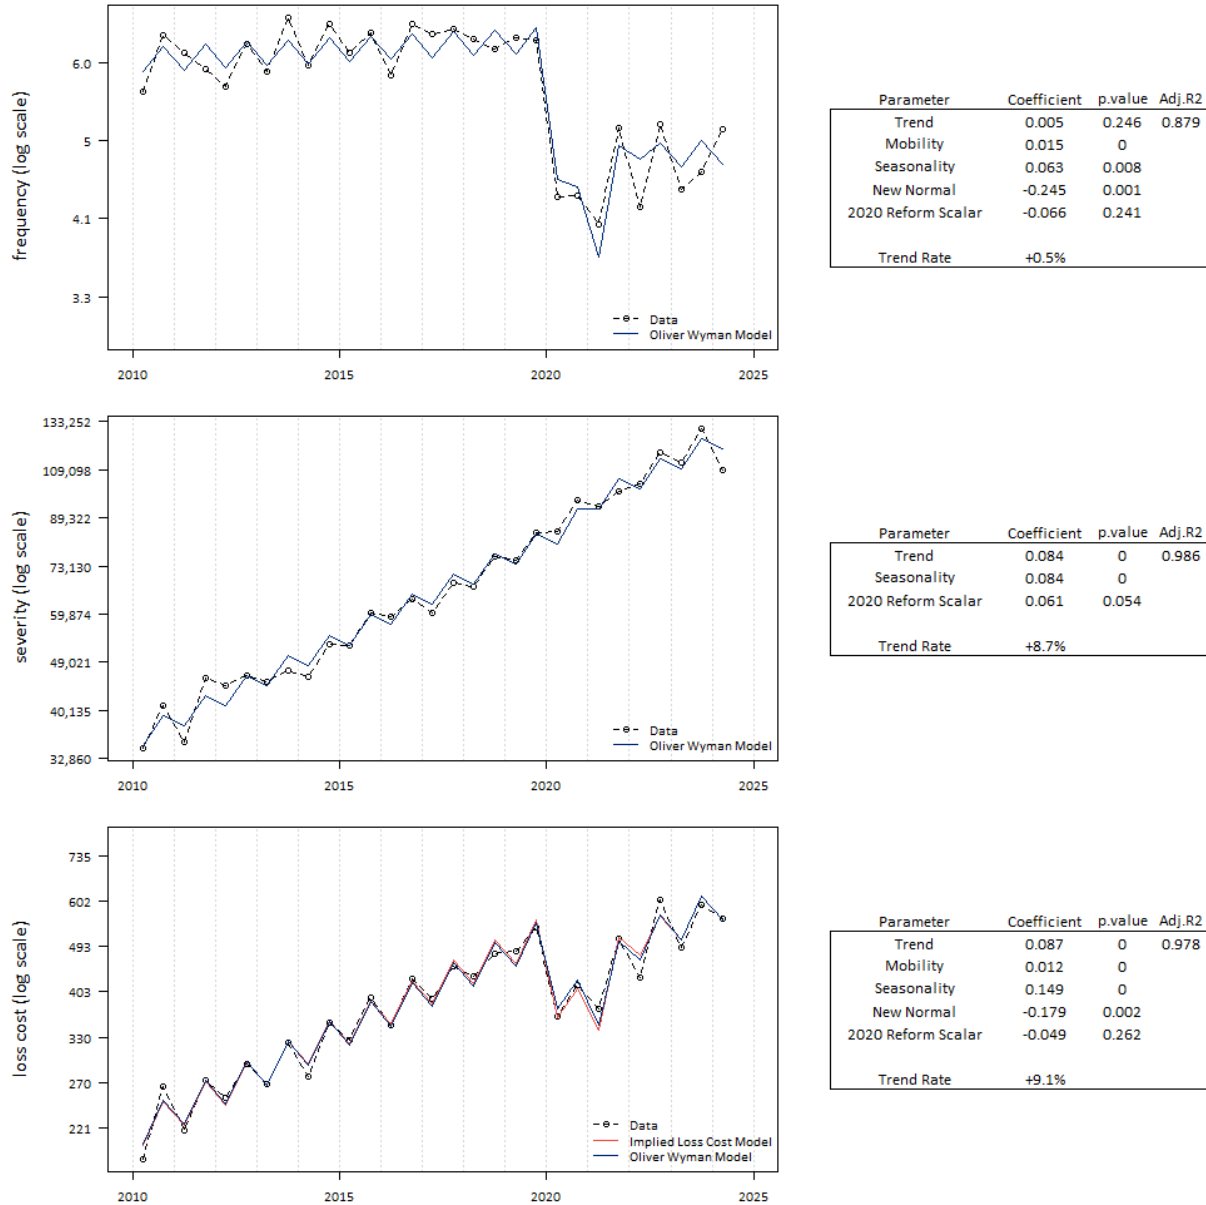 frequency (log scale)
6.0
5
4.1
3.3
Data
Oliver Wyman Model
2010 2015 2020 2025
Parameter Coefficient p.value Adj.R2
Trend 0.005 0.246 0.879
Mobility 0.015 0
Seasonality 0.063 0.008
New Normal -0.245 0.001
2020 Reform Scalar -0.066 0.241
Trend Rate +0.5%
severity (log scale)
133,252
109,098
89,322
73,130
59,874
49,021
40,135
32,860
Data
Oliver Wyman Model
2010 2015 2020 2025
Parameter Coefficient p.value Adj.R2
Trend 0.084 0 0.986
Seasonality 0.084 0
2020 Reform Scalar 0.061 0.054
Trend Rate +8.7%
loss cost (log scale)
735
602
493
403
330
270
221
Data
Implied Loss Cost Model
Oliver Wyman Model
2010 2015 2020 2025
Parameter Coefficient p.value Adj.R2
Trend 0.087 0 0.978
Mobility 0.012 0
Seasonality 0.149 0
New Normal -0.179 0.002
2020 Reform Scalar -0.049 0.262
Trend Rate +9.1%